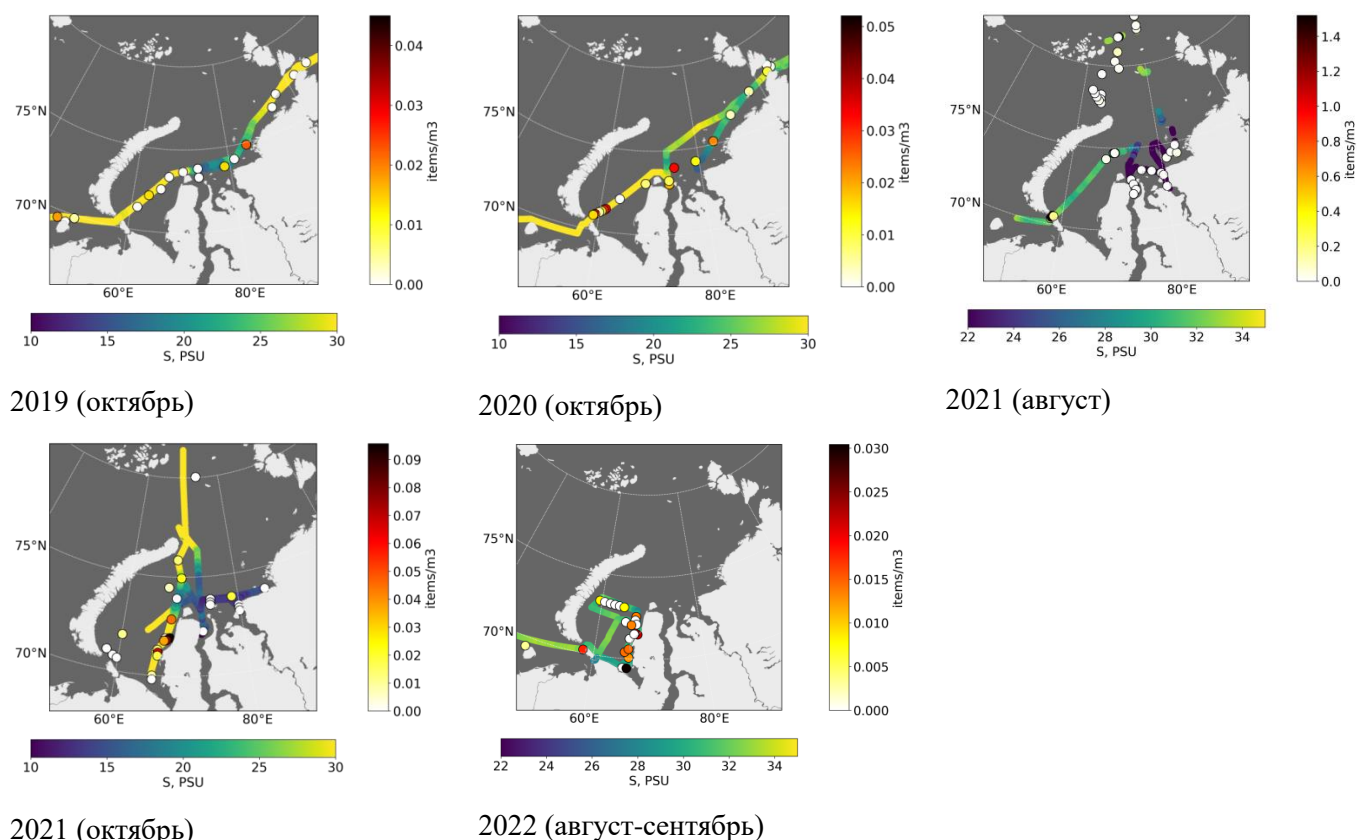 0.04
0.03
0.02
0.01
0.00
items/m3
75°N
70°N
60°E
80°E
10
15
20
25
30
S, PSU
2019 (октябрь)
0.05
0.04
0.03
0.02
0.01
0.00
items/m3
75°N
70°N
60°E
80°E
10
15
20
25
30
S, PSU
2020 (октябрь)
1.4
1.2
1.0
0.8
0.6
0.4
0.2
0.0
items/m3
75°N
70°N
60°E
80°E
22
24
26
28
30
32
34
S, PSU
2021 (август)
0.09
0.08
0.07
0.06
0.05
0.04
0.03
0.02
0.01
0.00
items/m3
75°N
70°N
60°E
80°E
10
15
20
25
30
S, PSU
2021 (октябрь)
0.030
0.025
0.020
0.015
0.010
0.005
0.000
items/m3
75°N
70°N
60°E
80°E
22
24
26
28
30
32
34
S, PSU
2022 (август-сентябрь)